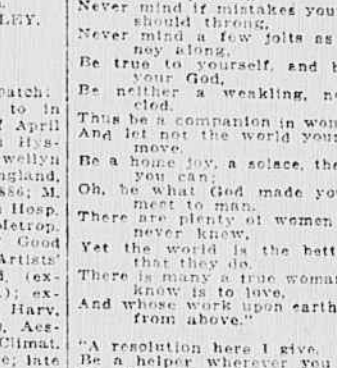 LEY.
patch:
to in
April
Hys-
wellyn
ngland,
886; M.
Hosp.
Metrop.
Good
Artists'
(ex-
); ex-
Harv,
Aes-
Climat.
e; late
Never mind if mistakes you
should throng,
Never mind a few jolts as
ney along,
Be true to yourself, and
your God,
Be neither a weakling,
clod.
Thus be a companion in
And let not the world your
move.
Be a home joy, a solace, the
you can;
Oh, be what God made you
meet to man.
There are plenty of women
never know,
Yet the world is the bett
that they do.
There is many a true woman
know is to love,
And whose work upon earth
from above."
"A resolution here I give,
Be a helper wherever you